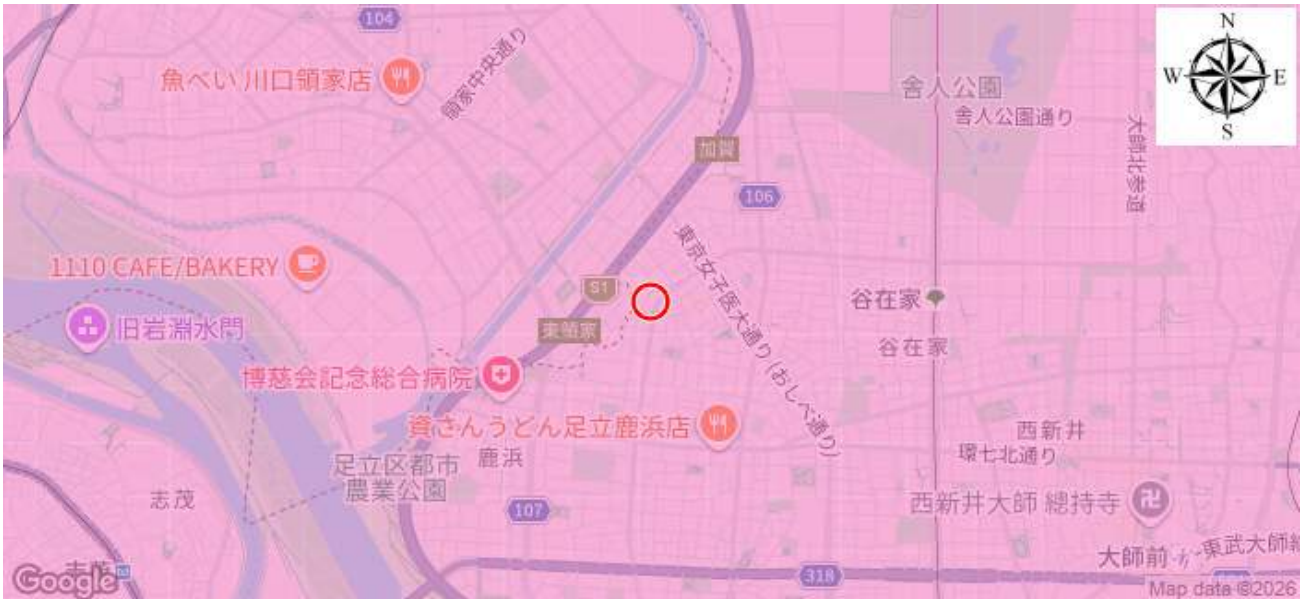 104
N
W E
S
魚べい 川口領家店
領家中央通り
舎人公園
舎人公園通り
大師北参道
加賀
106
1110 CAFE/BAKERY
S1
東京女子医大通り(おしべ通り)
谷在家
旧岩淵水門
東領家
谷在家
博慈会記念総合病院
資さんうどん足立鹿浜店
西新井
環七北通り
鹿浜
足立区都市
農業公園
志茂
107
西新井大師 總持寺
大師前
東武大師線
318
Google
Map data ©2026